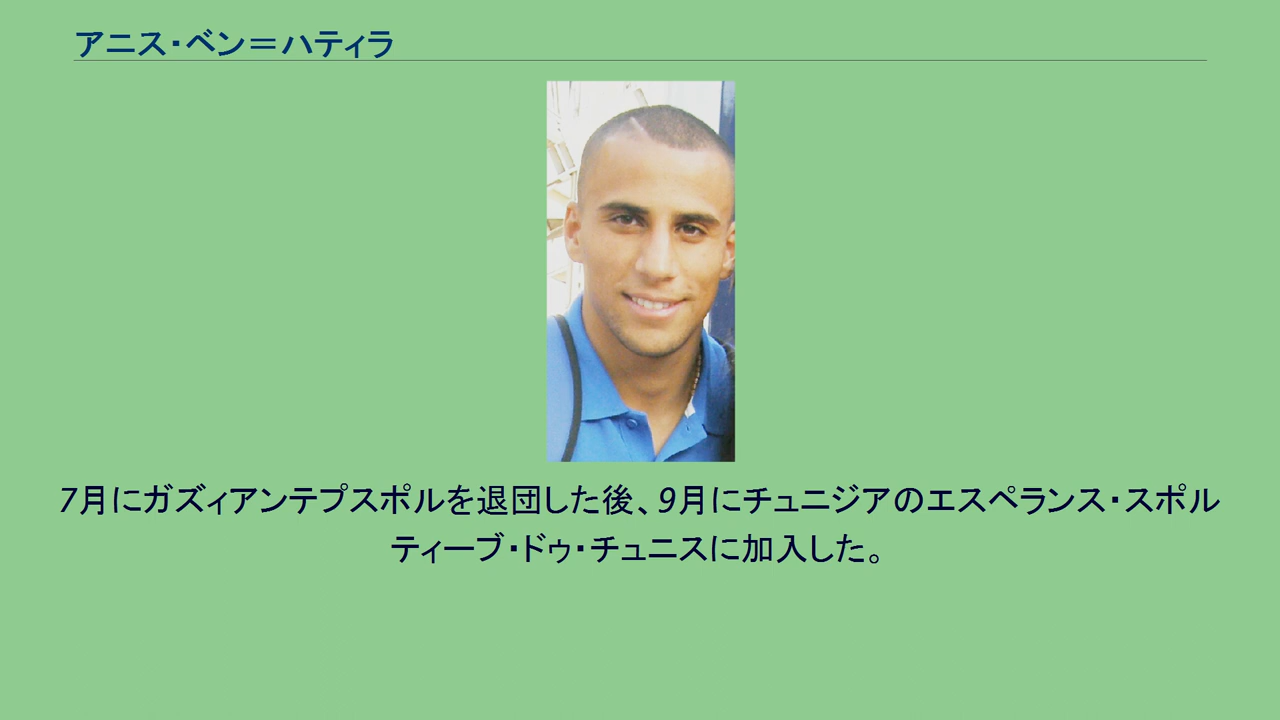 アニス・ベン＝ハティラ
7月にガズィアンテプスポルを退団した後、9月にチュニジアのエスペランス・スポル
ティーブ・ドゥ・チュニスに加入した。